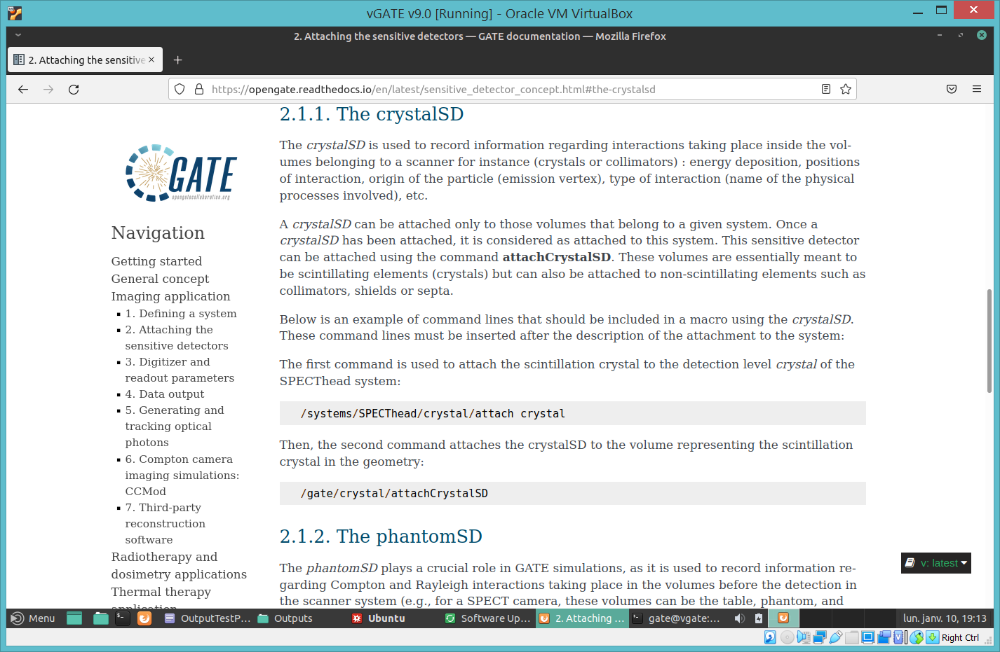 vGATE v9.0 [Running] - Oracle VM VirtualBox
2. Attaching the sensitive detectors — GATE documentation — Mozilla Firefox
2. Attaching the sensitive
https://opengate.readthedocs.io/en/latest/sensitive_detector_concept.html#the-crystalsd
GATE
opengatecollaboration.org
Navigation
Getting started
General concept
Imaging application
1. Defining a system
2. Attaching the
sensitive detectors
3. Digitizer and
readout parameters
4. Data output
5. Generating and
tracking optical
photons
6. Compton camera
imaging simulations:
CCMod
7. Third-party
reconstruction
software
Radiotherapy and
dosimetry applications
Thermal therapy
application
2.1.1. The crystalSD
The crystalSD is used to record information regarding interactions taking place inside the vol-
umes belonging to a scanner for instance (crystals or collimators) : energy deposition, positions
of interaction, origin of the particle (emission vertex), type of interaction (name of the physical
processes involved), etc.
A crystalSD can be attached only to those volumes that belong to a given system. Once a
crystalSD has been attached, it is considered as attached to this system. This sensitive detector
can be attached using the command attachCrystalSD. These volumes are essentially meant to
be scintillating elements (crystals) but can also be attached to non-scintillating elements such as
collimators, shields or septa.
Below is an example of command lines that should be included in a macro using the crystalSD.
These command lines must be inserted after the description of the attachment to the system:
The first command is used to attach the scintillation crystal to the detection level crystal of the
SPECThead system:
/systems/SPECThead/crystal/attach crystal
Then, the second command attaches the crystalSD to the volume representing the scintillation
crystal in the geometry:
/gate/crystal/attachCrystalSD
2.1.2. The phantomSD
The phantomSD plays a crucial role in GATE simulations, as it is used to record information re-
garding Compton and Rayleigh interactions taking place in the volumes before the detection in
the scanner system (e.g., for a SPECT camera, these volumes can be the table, phantom, and
v: latest
Menu
OutputTestP...
Outputs
Ubuntu
Software Up...
2. Attaching ...
gate@vgate:...
lun. janv. 10, 19:13
Right Ctrl